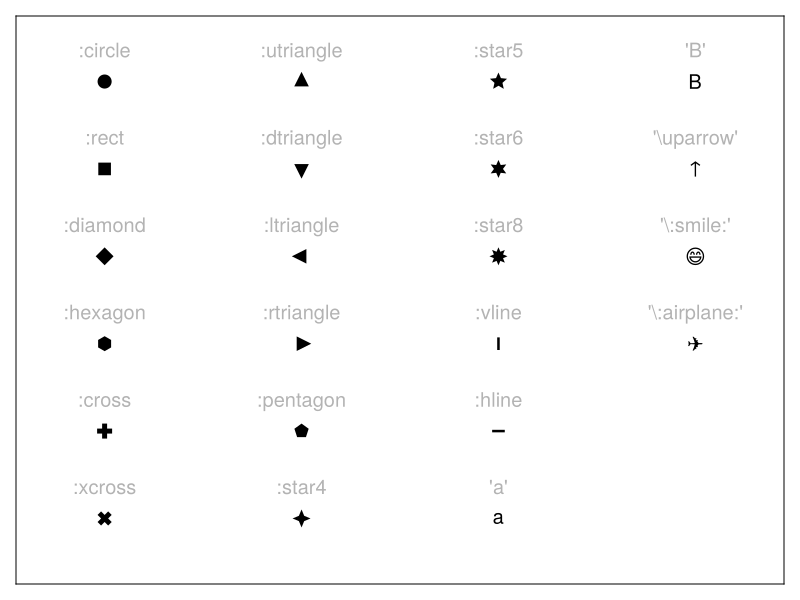 :circle :utriangle :star5 'B'
B
:rect :dtriangle :star6 '\uparrow'
↑
:diamond :ltriangle :star8 '\:smile:'
:hexagon :rtriangle :vline '\:airplane:'
:cross :pentagon :hline
:xcross :star4 'a'
a